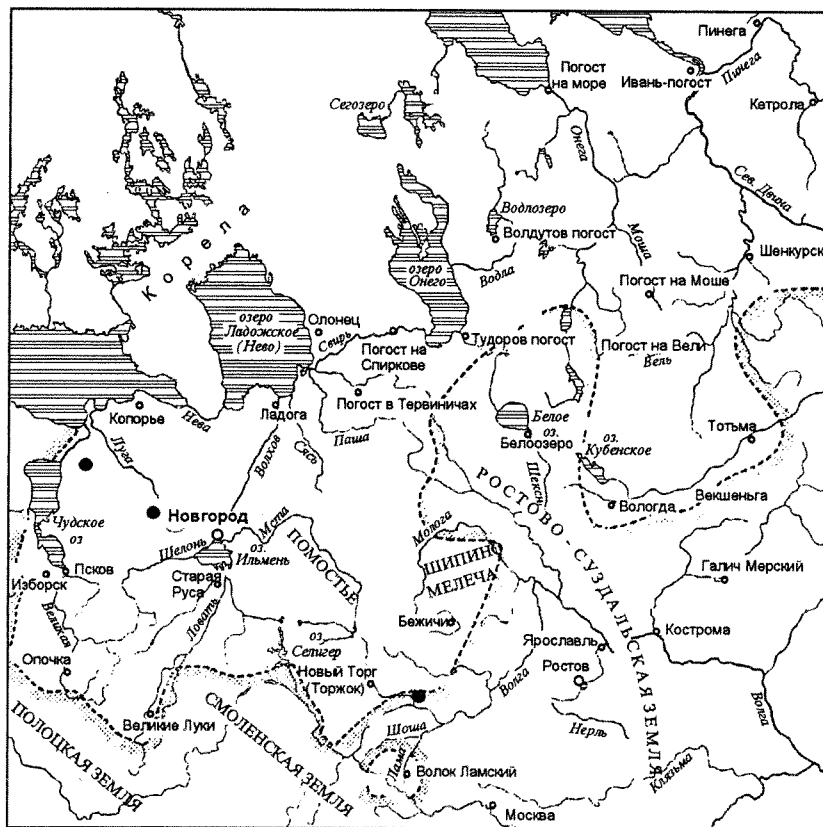 Пинега
Погост
на море
Ивань-погост
Пинега
Кетрола
Сегозеро
Онега
Сев. Двина
Водлозеро
Волдутов погост
Моша
Шенкурск
Корела
озеро
Онего
Водла
Погост на Моше
озеро
Ладожское
(Нево)
Олонец
Свирь
Погост на
Спиркове
Тудоров погост
Погост на Вели
Вель
Копорье
Нева
Ладога
Погост в Тервиничах
Паша
Белое
оз.
Белоозеро
оз.
Кубенское
Тотьма
Луга
Волхов
Сясь
Шексн
Вологда
Векшеньга
Чудское
оз
Новгород
Мста
Молога
РОСТОВО-СУЗДАЛЬСКАЯ ЗЕМЛЯ
Шелонь
оз.
Ильмень
ПОМОСТЬЕ
ШИПИНО
МЕЛЕЧА
Галич Мерский
Изборск
Псков
Старая
Руса
Великая
Ловать
Бежичи
Кострома
Ярославль
оз.
Селигер
Опочка
Новый Торг
(Торжок)
Волга
Ростов
Великие Луки
Шоша
Нерль
Волга
ПОЛОЦКАЯ ЗЕМЛЯ
СМОЛЕНСКАЯ ЗЕМЛЯ
Лама
Волок Ламский
Клязьма
Москва